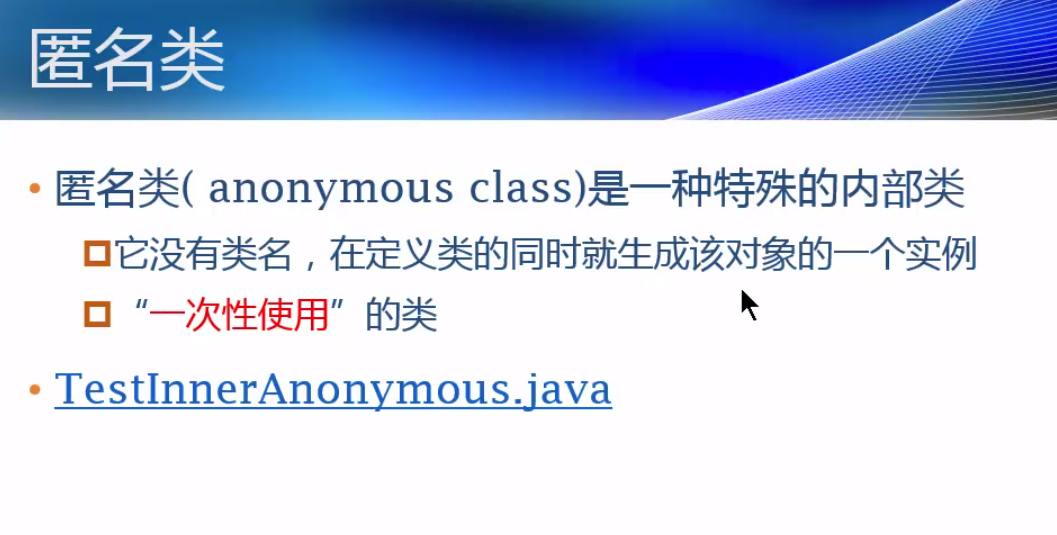 匿名类
• 匿名类( anonymous class)是一种特殊的内部类
它没有类名，在定义类的同时就生成该对象的一个实例
“一次性使用”的类
• TestInnerAnonymous.java